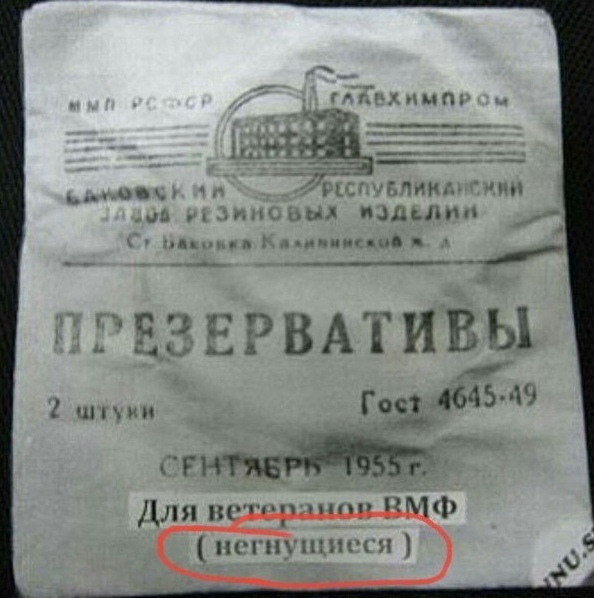 ММП РСФСР ГЛАВХИМПРОМ
БАКОВСКИЙ РЕСПУБЛИКАНСКИЙ
ЗАВОД РЕЗИНОВЫХ ИЗДЕЛИЙ
Ст. Баковка Калининской ж. д
ПРЕЗЕРВАТИВЫ
2 штуки Гост 4645-49
СЕНТЯБРЬ 1955 г.
Для ветеранов ВМФ
( негнущиеся )